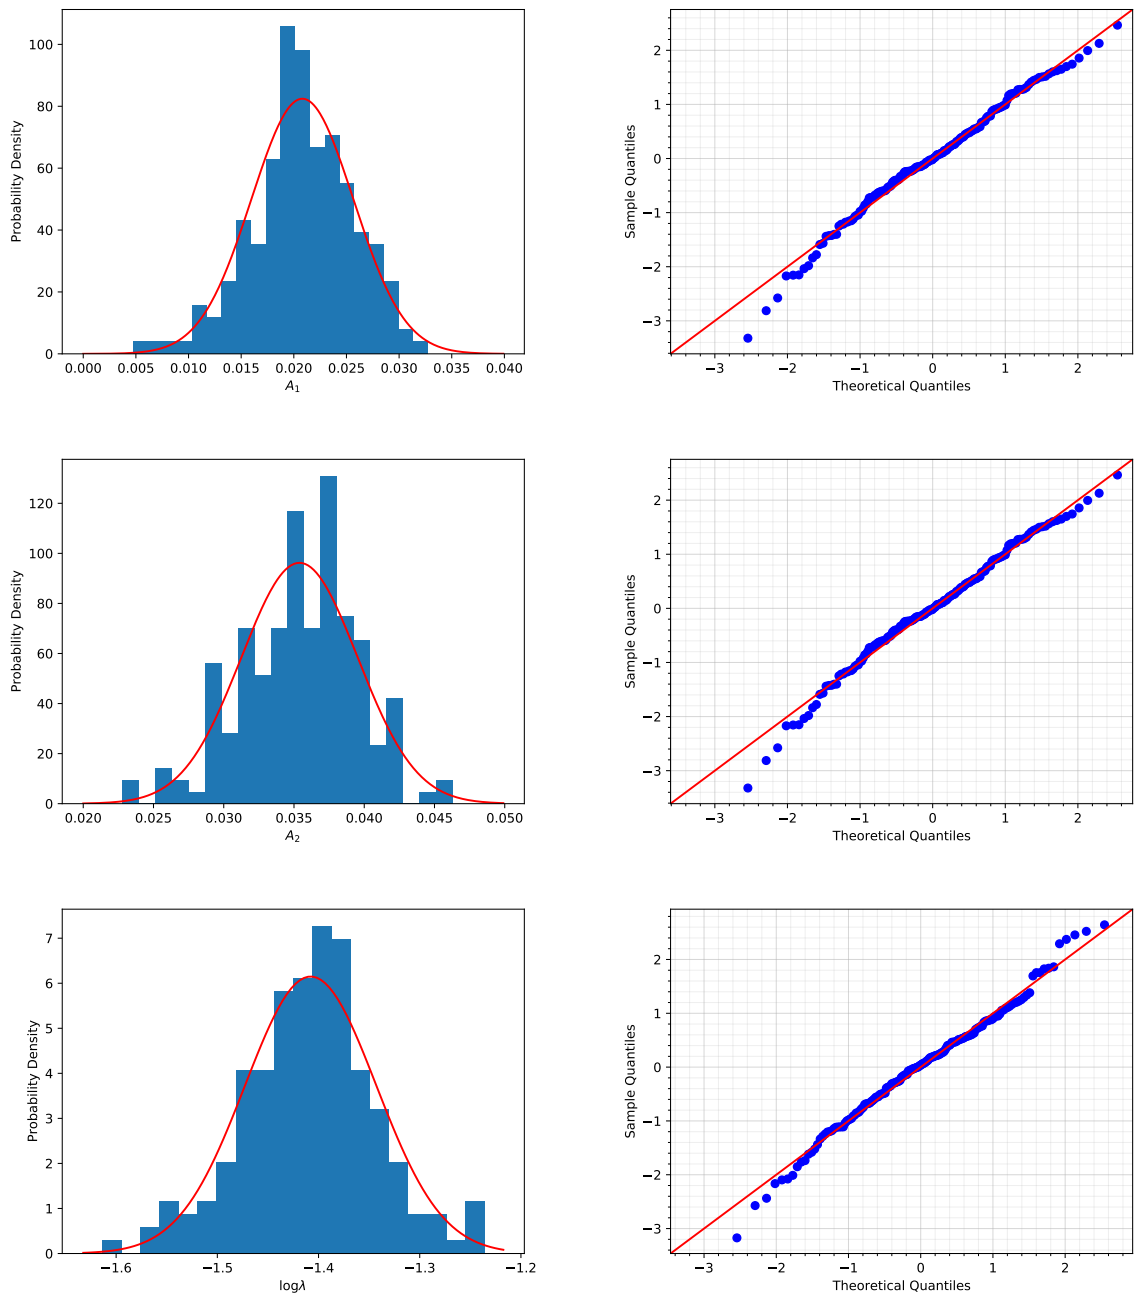 100
80
60
40
20
0
Probability Density
0.000 0.005 0.010 0.015 0.020 0.025 0.030 0.035 0.040
A₁
2
1
0
−1
−2
−3
Sample Quantiles
−3 −2 −1 0 1 2
Theoretical Quantiles
120
100
80
60
40
20
0
Probability Density
0.020 0.025 0.030 0.035 0.040 0.045 0.050
A₂
2
1
0
−1
−2
−3
Sample Quantiles
−3 −2 −1 0 1 2
Theoretical Quantiles
7
6
5
4
3
2
1
0
Probability Density
−1.6 −1.5 −1.4 −1.3 −1.2
logλ
2
1
0
−1
−2
−3
Sample Quantiles
−3 −2 −1 0 1 2
Theoretical Quantiles